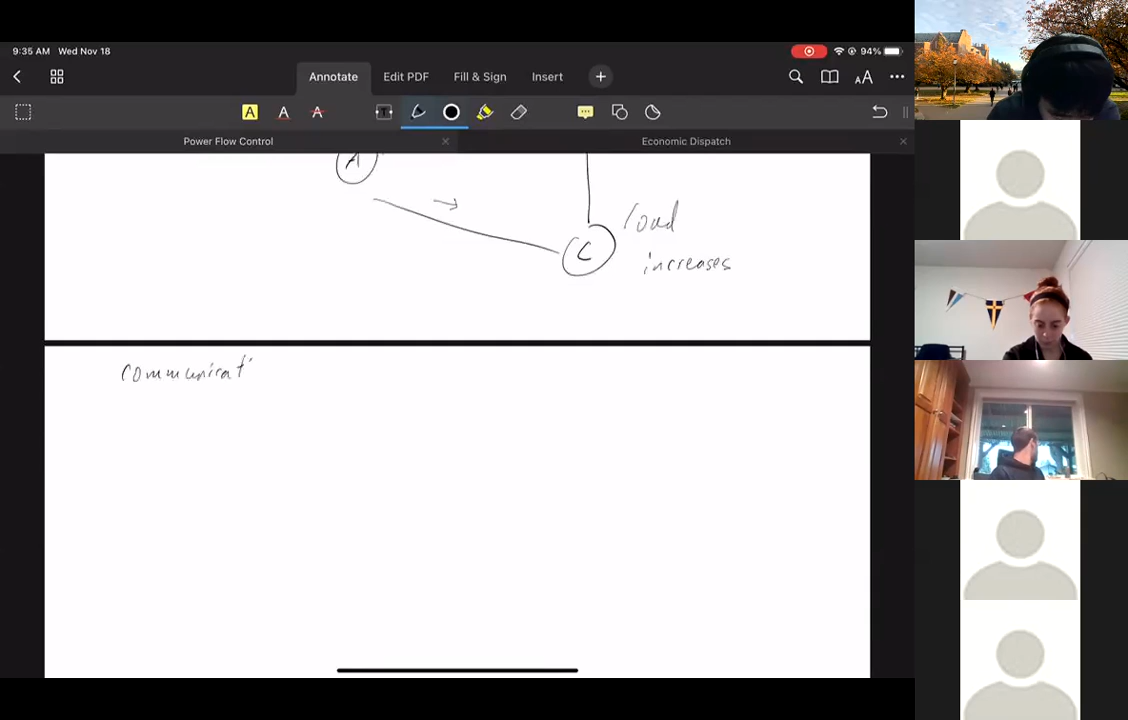 9:35 AM Wed Nov 18
94%
Annotate Edit PDF Fill & Sign Insert
Power Flow Control
Economic Dispatch
A
load
C
increases
communicati